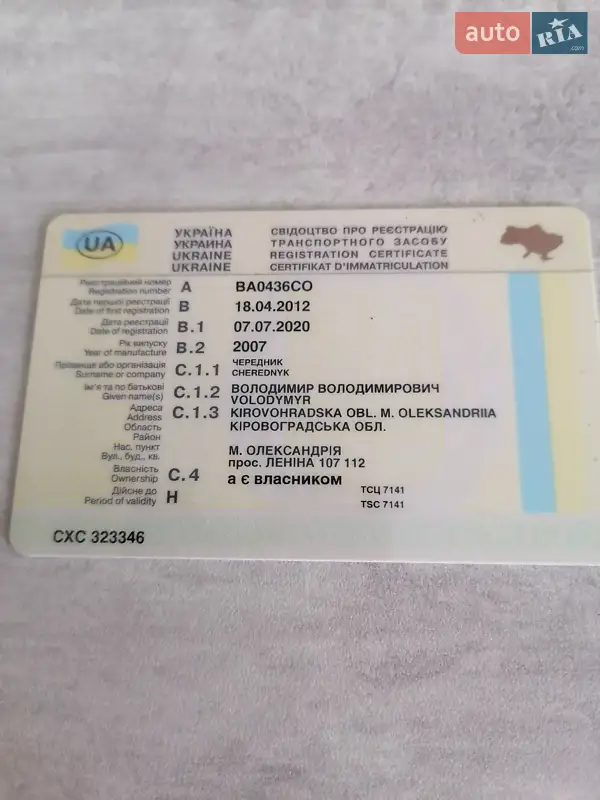 auto RIA.com
UA
УКРАЇНА
УКРАИНА
UKRAINE
UKRAINE
СВІДОЦТВО ПРО РЕЄСТРАЦІЮ
ТРАНСПОРТНОГО ЗАСОБУ
REGISTRATION CERTIFICATE
CERTIFIKAT D'IMMATRICULATION
Реєстраційний номер
Registration number
A BA0436CO
Дата першої реєстрації
Date of first registration
B 18.04.2012
Дата реєстрації
Date of registration
B.1 07.07.2020
Рік випуску
Year of manufacture
B.2 2007
Прізвище або організація
Surname or company
C.1.1 ЧЕРЕДНИК
CHEREDNYK
Ім'я та по батькові
Given name(s)
C.1.2 ВОЛОДИМИР ВОЛОДИМИРОВИЧ
VOLODYMYR
Адреса
Address
C.1.3 KIROVOHRADSKA OBL. M. OLEKSANDRIIA
Область КІРОВОГРАДСЬКА ОБЛ.
Район
Нас. пункт М. ОЛЕКСАНДРІЯ
Вул., буд., кв. прос. ЛЕНІНА 107 112
Власність
Ownership
C.4 а є власником
Дійсне до
Period of validity
H
ТСЦ 7141
TSC 7141
CXC 323346